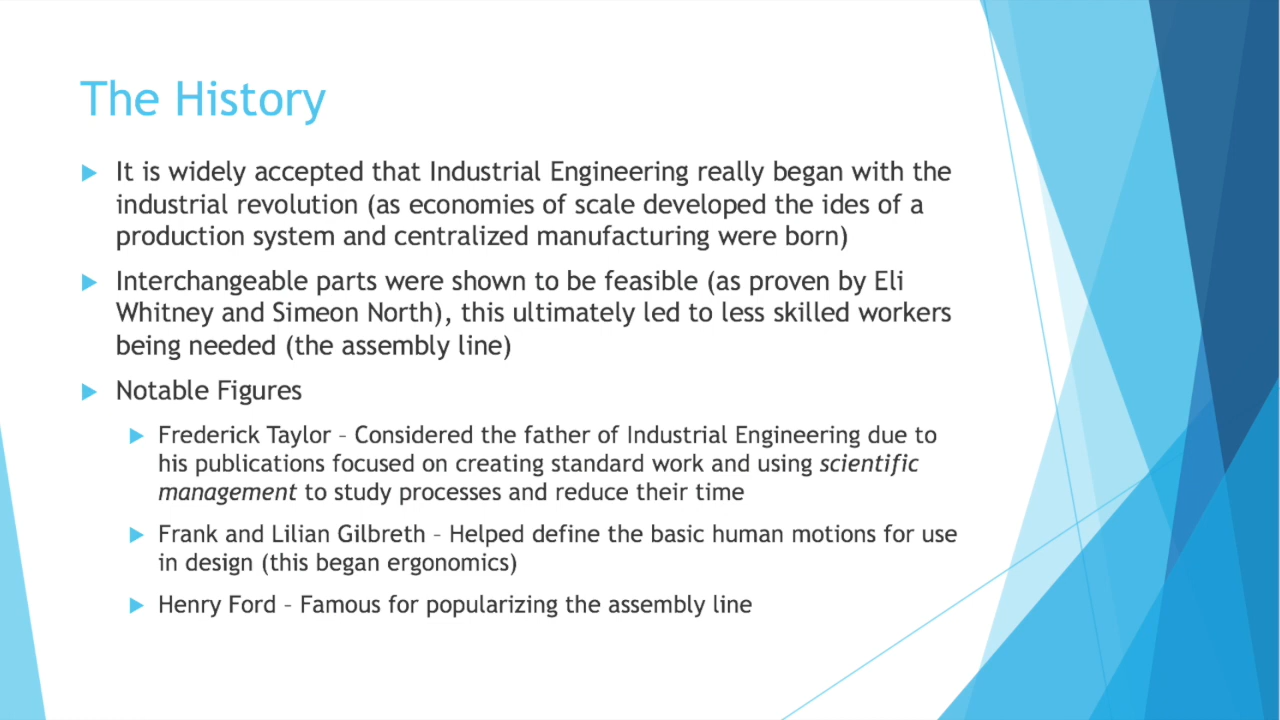 The History
It is widely accepted that Industrial Engineering really began with the
industrial revolution (as economies of scale developed the ides of a
production system and centralized manufacturing were born)
Interchangeable parts were shown to be feasible (as proven by Eli
Whitney and Simeon North), this ultimately led to less skilled workers
being needed (the assembly line)
Notable Figures
Frederick Taylor – Considered the father of Industrial Engineering due to
his publications focused on creating standard work and using scientific
management to study processes and reduce their time
Frank and Lilian Gilbreth – Helped define the basic human motions for use
in design (this began ergonomics)
Henry Ford – Famous for popularizing the assembly line